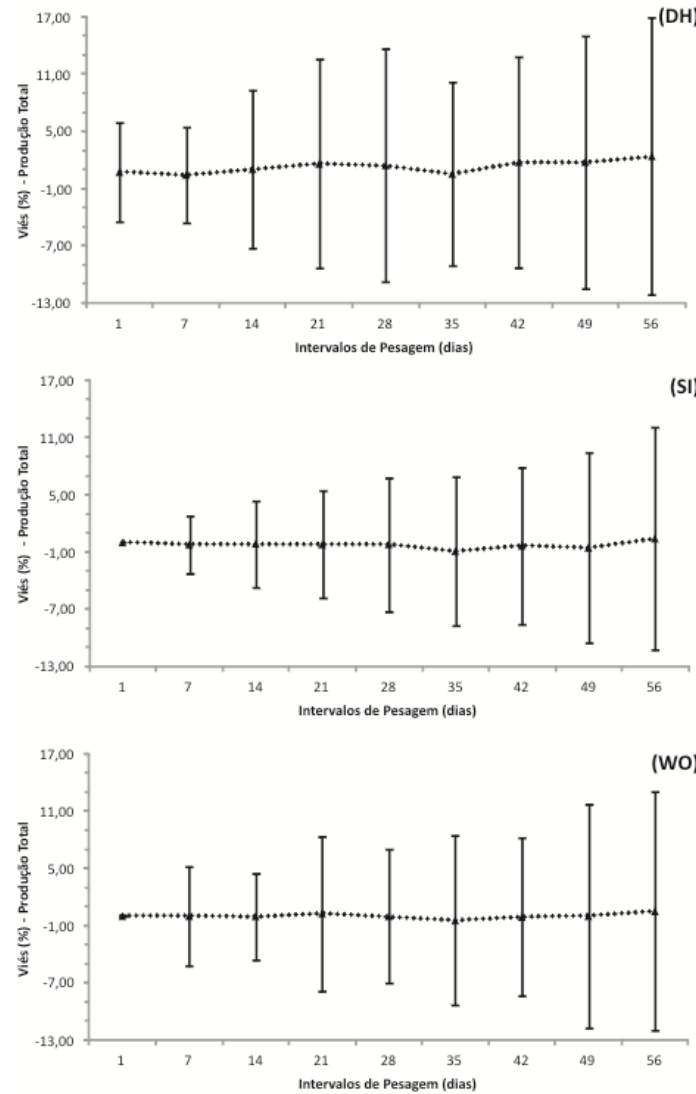 (DH)
17,00
11,00
5,00
-1,00
-7,00
-13,00
Viés (%) - Produção Total
1 7 14 21 28 35 42 49 56
Intervalos de Pesagem (dias)
(SI)
17,00
11,00
5,00
-1,00
-7,00
-13,00
Viés (%) - Produção Total
1 7 14 21 28 35 42 49 56
Intervalos de Pesagem (dias)
(WO)
17,00
11,00
5,00
-1,00
-7,00
-13,00
Viés (%) - Produção Total
1 7 14 21 28 35 42 49 56
Intervalos de Pesagem (dias)